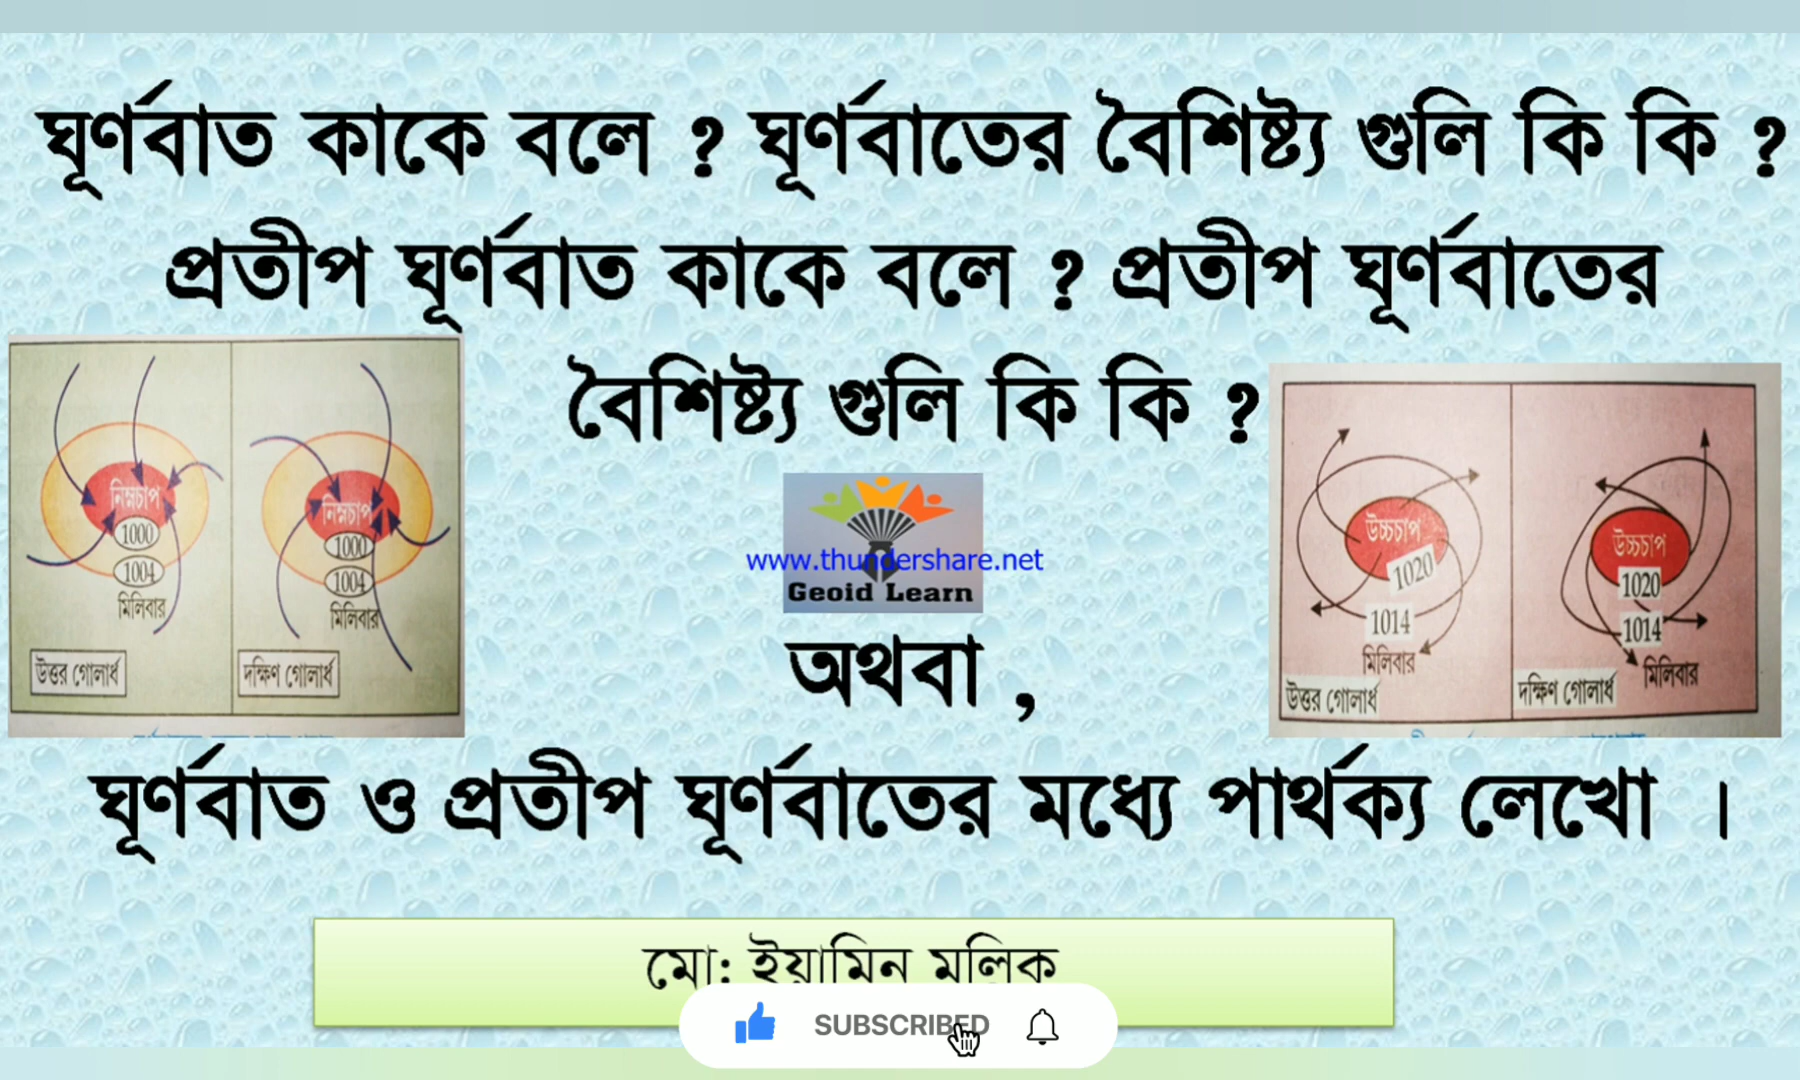 ঘূর্ণবাত কাকে বলে ? ঘূর্ণবাতের বৈশিষ্ট্য গুলি কি কি ?
প্রতীপ ঘূর্ণবাত কাকে বলে ? প্রতীপ ঘূর্ণবাতের
বৈশিষ্ট্য গুলি কি কি ?
নিম্নচাপ
1000
1004
মিলিবার
উত্তর গোলার্ধ
নিম্নচাপ
1000
1004
মিলিবার
দক্ষিণ গোলার্ধ
www.thundershare.net
Geoid Learn
উচ্চচাপ
1020
1014
মিলিবার
উত্তর গোলার্ধ
উচ্চচাপ
1020
1014
মিলিবার
দক্ষিণ গোলার্ধ
অথবা ,
ঘূর্ণবাত ও প্রতীপ ঘূর্ণবাতের মধ্যে পার্থক্য লেখো ।
মো: ইয়ামিন মল্লিক
SUBSCRIBED